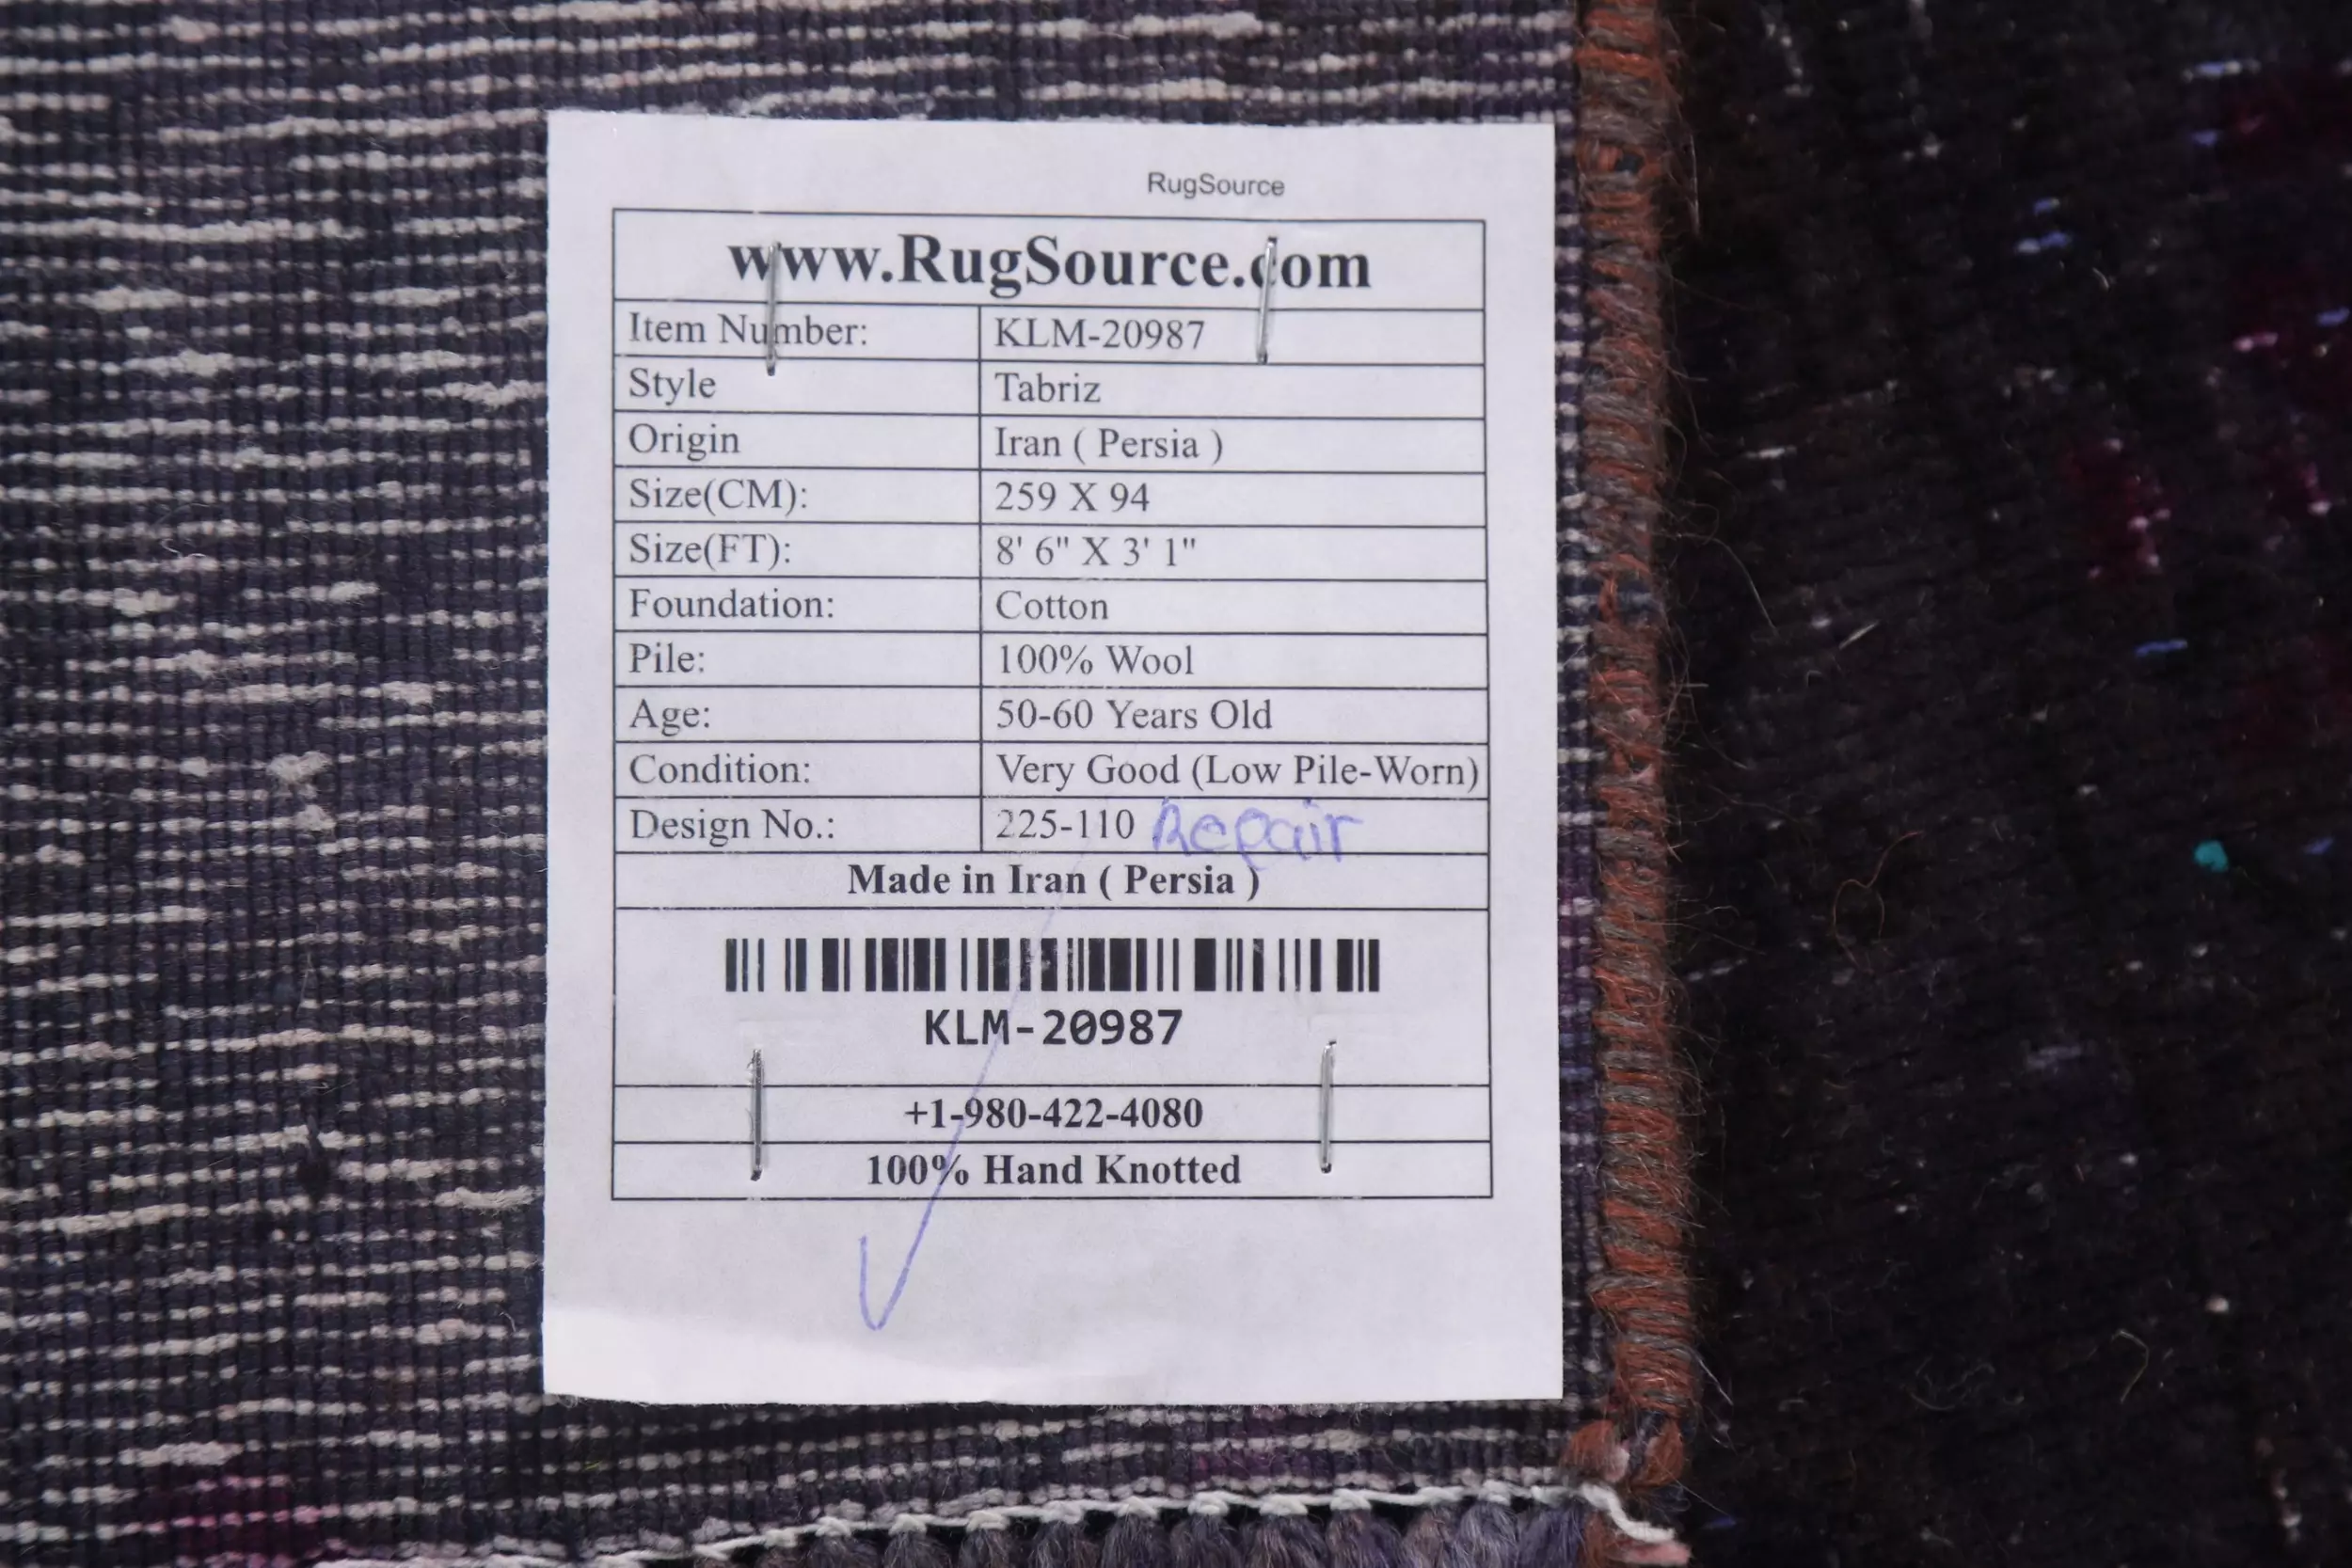 RugSource
www.RugSource.com
Item Number: KLM-20987
Style Tabriz
Origin Iran ( Persia )
Size(CM): 259 X 94
Size(FT): 8' 6" X 3' 1"
Foundation: Cotton
Pile: 100% Wool
Age: 50-60 Years Old
Condition: Very Good (Low Pile-Worn)
Design No.: 225-110 Repair
Made in Iran ( Persia )
KLM-20987
+1-980-422-4080
100% Hand Knotted